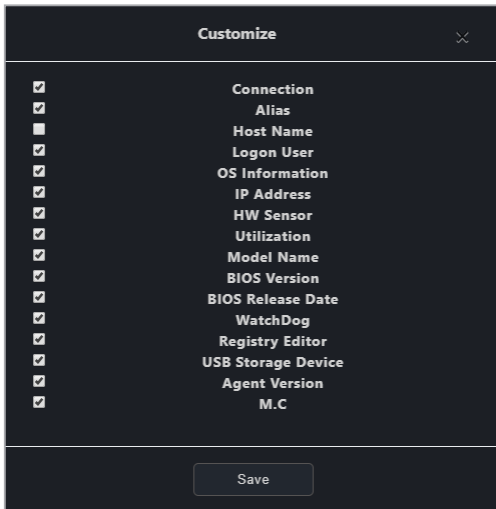 Customize
Connection
Alias
Host Name
Logon User
OS Information
IP Address
HW Sensor
Utilization
Model Name
BIOS Version
BIOS Release Date
WatchDog
Registry Editor
USB Storage Device
Agent Version
M.C
Save